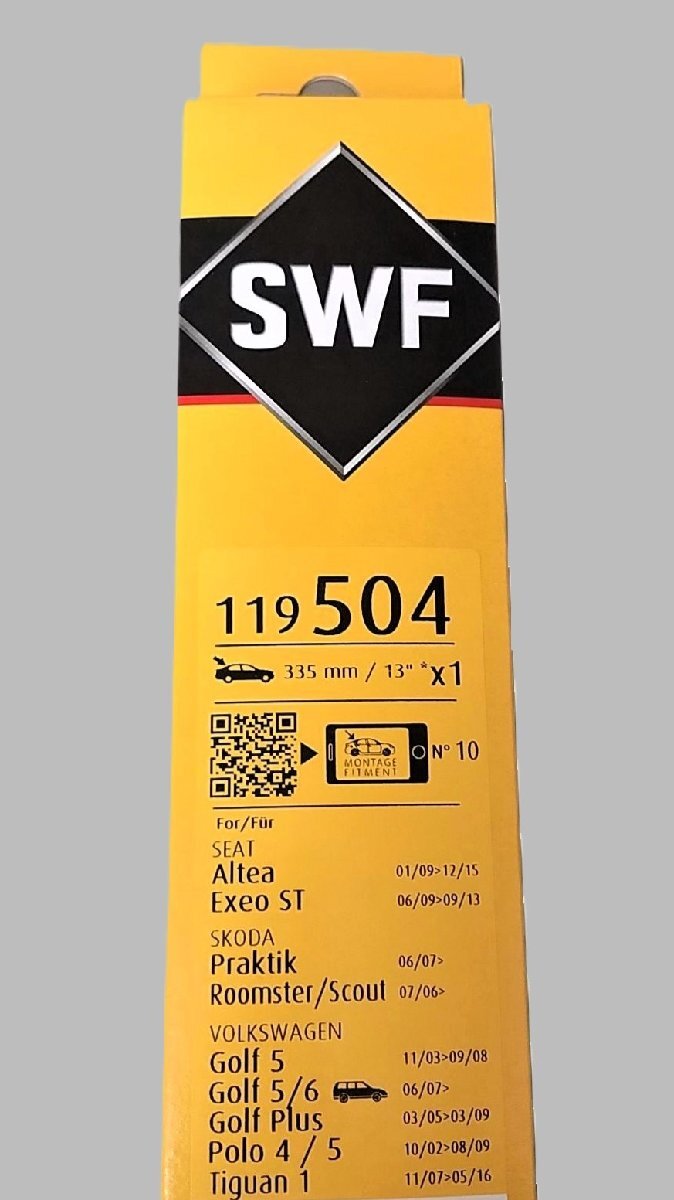 SWF
119 504
335 mm / 13" *x1
MONTAGE
FITMENT
N° 10
For/Für
SEAT
Altea 01/09>12/15
Exeo ST 06/09>09/13
SKODA
Praktik 06/07>
Roomster/Scout 07/06>
VOLKSWAGEN
Golf 5 11/03>09/08
Golf 5/6 06/07>
Golf Plus 03/05>03/09
Polo 4 / 5 10/02>08/09
Tiguan 1 11/07>05/16